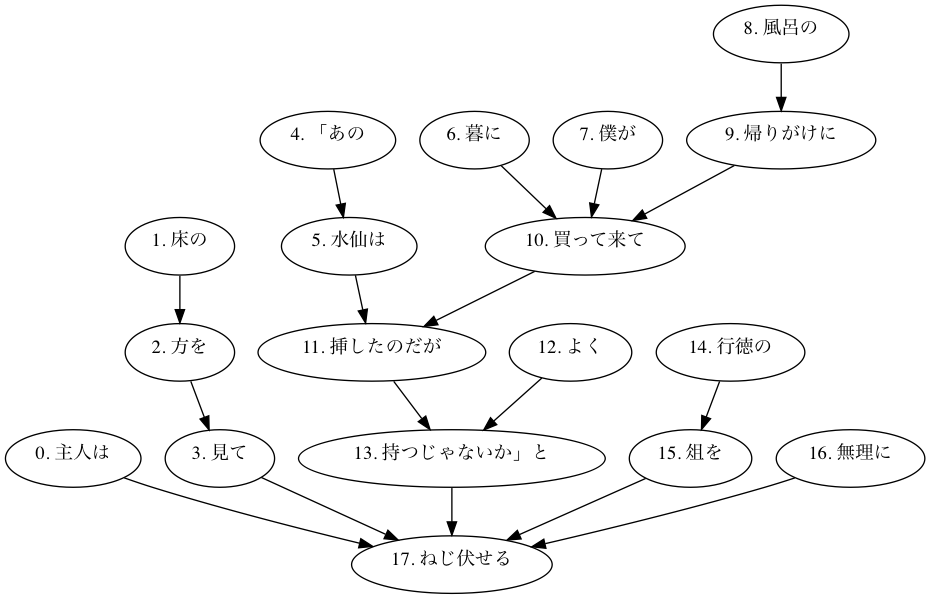 8. 風呂の
4. 「あの
6. 暮に
7. 僕が
9. 帰りがけに
1. 床の
5. 水仙は
10. 買って来て
2. 方を
11. 挿したのだが
12. よく
14. 行徳の
0. 主人は
3. 見て
13. 持つじゃないか」と
15. 俎を
16. 無理に
17. ねじ伏せる